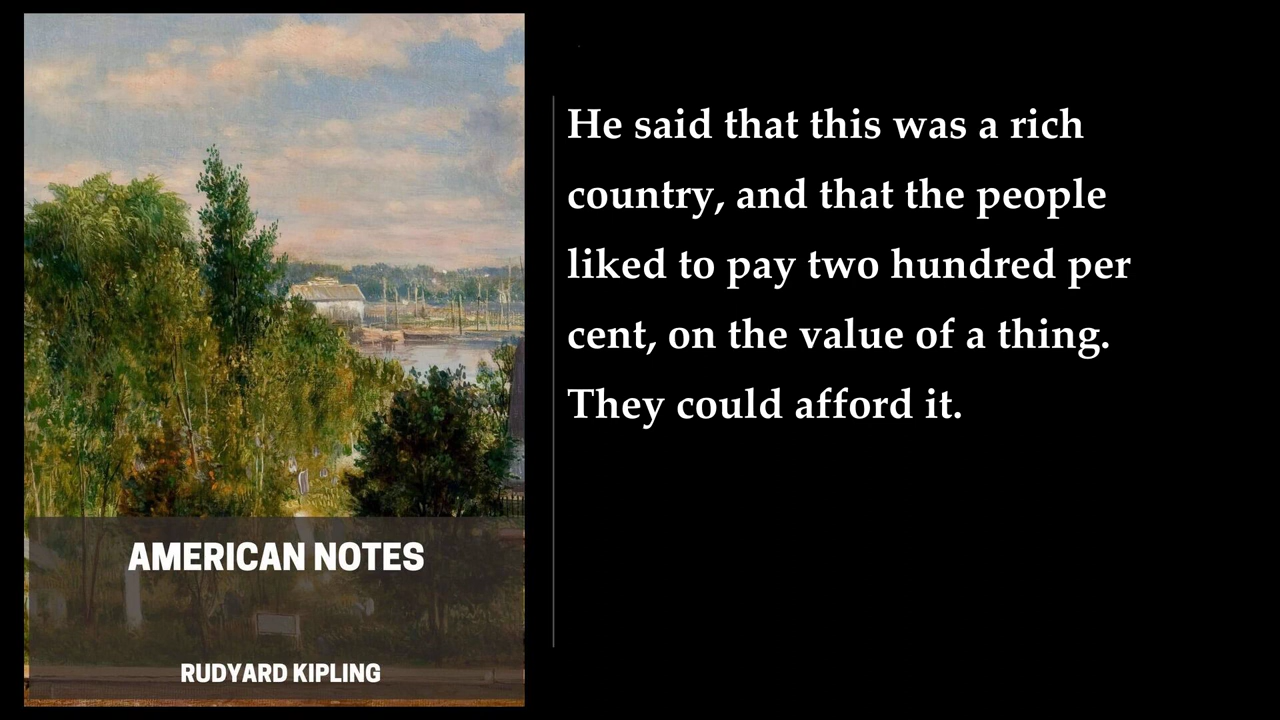 He said that this was a rich
country, and that the people
liked to pay two hundred per
cent, on the value of a thing.
They could afford it.
AMERICAN NOTES
RUDYARD KIPLING